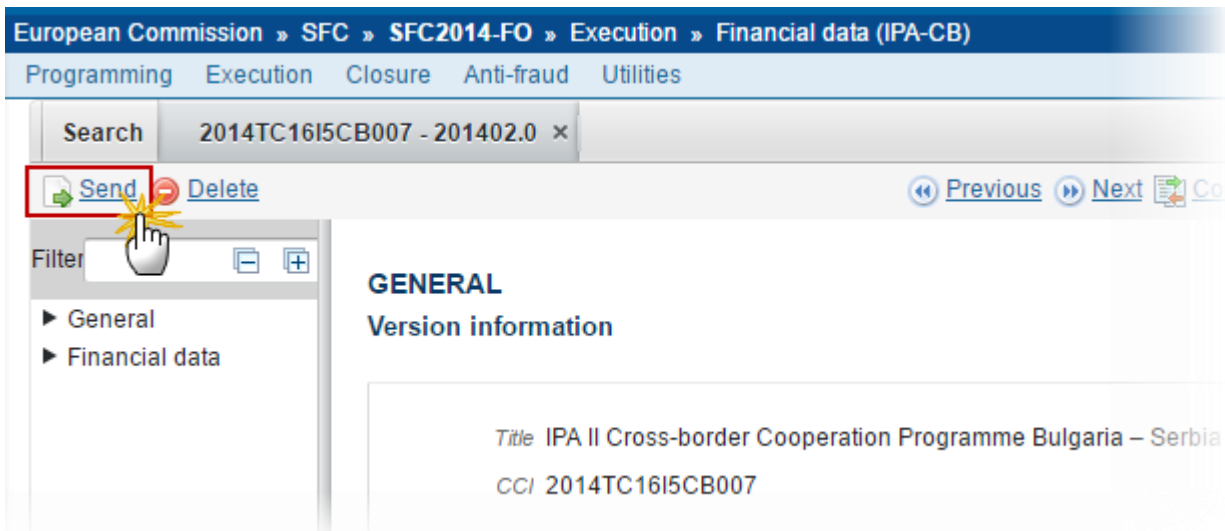 European Commission » SFC » SFC2014-FO » Execution » Financial data (IPA-CB)
Programming Execution Closure Anti-fraud Utilities
Search 2014TC16I5CB007 - 201402.0 ×
Send Delete Previous Next
Filter
GENERAL
► General
Version information
► Financial data
Title IPA II Cross-border Cooperation Programme Bulgaria – Serbia
CCI 2014TC16I5CB007